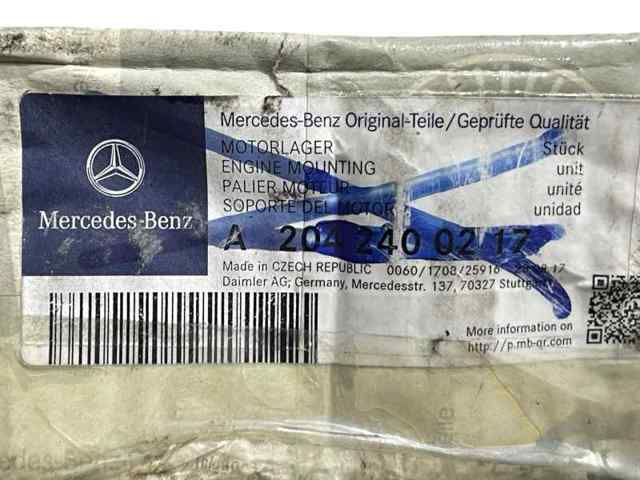 Mercedes-Benz
Mercedes-Benz Original-Teile/Geprüfte Qualität
MOTORLAGER Stück
ENGINE MOUNTING unit
PALIER MOTEUR unité
SOPORTE DEL MOTOR unidad
A 204 240 02 17
Made in CZECH REPUBLIC 0060/1708/25916
Daimler AG; Germany, Mercedesstr. 137, 70327 Stuttgart
More information on
http://p.mb-qr.com